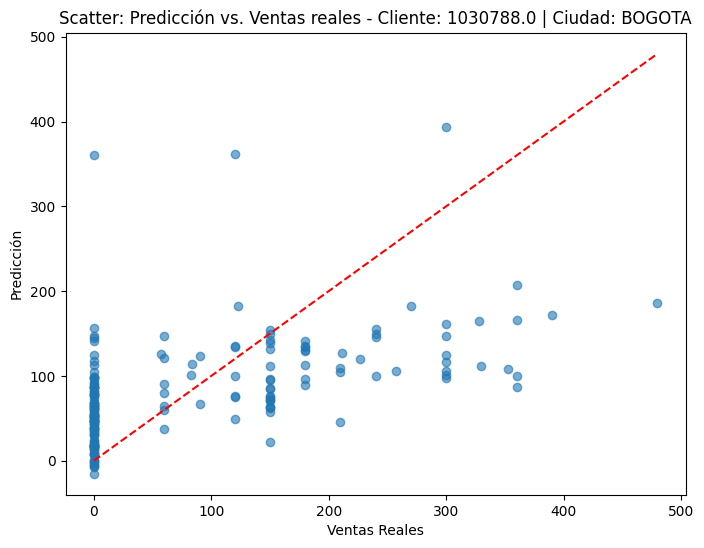 Scatter: Predicción vs. Ventas reales - Cliente: 1030788.0 | Ciudad: BOGOTA
500
400
300
200
100
0
Predicción
0 100 200 300 400 500
Ventas Reales